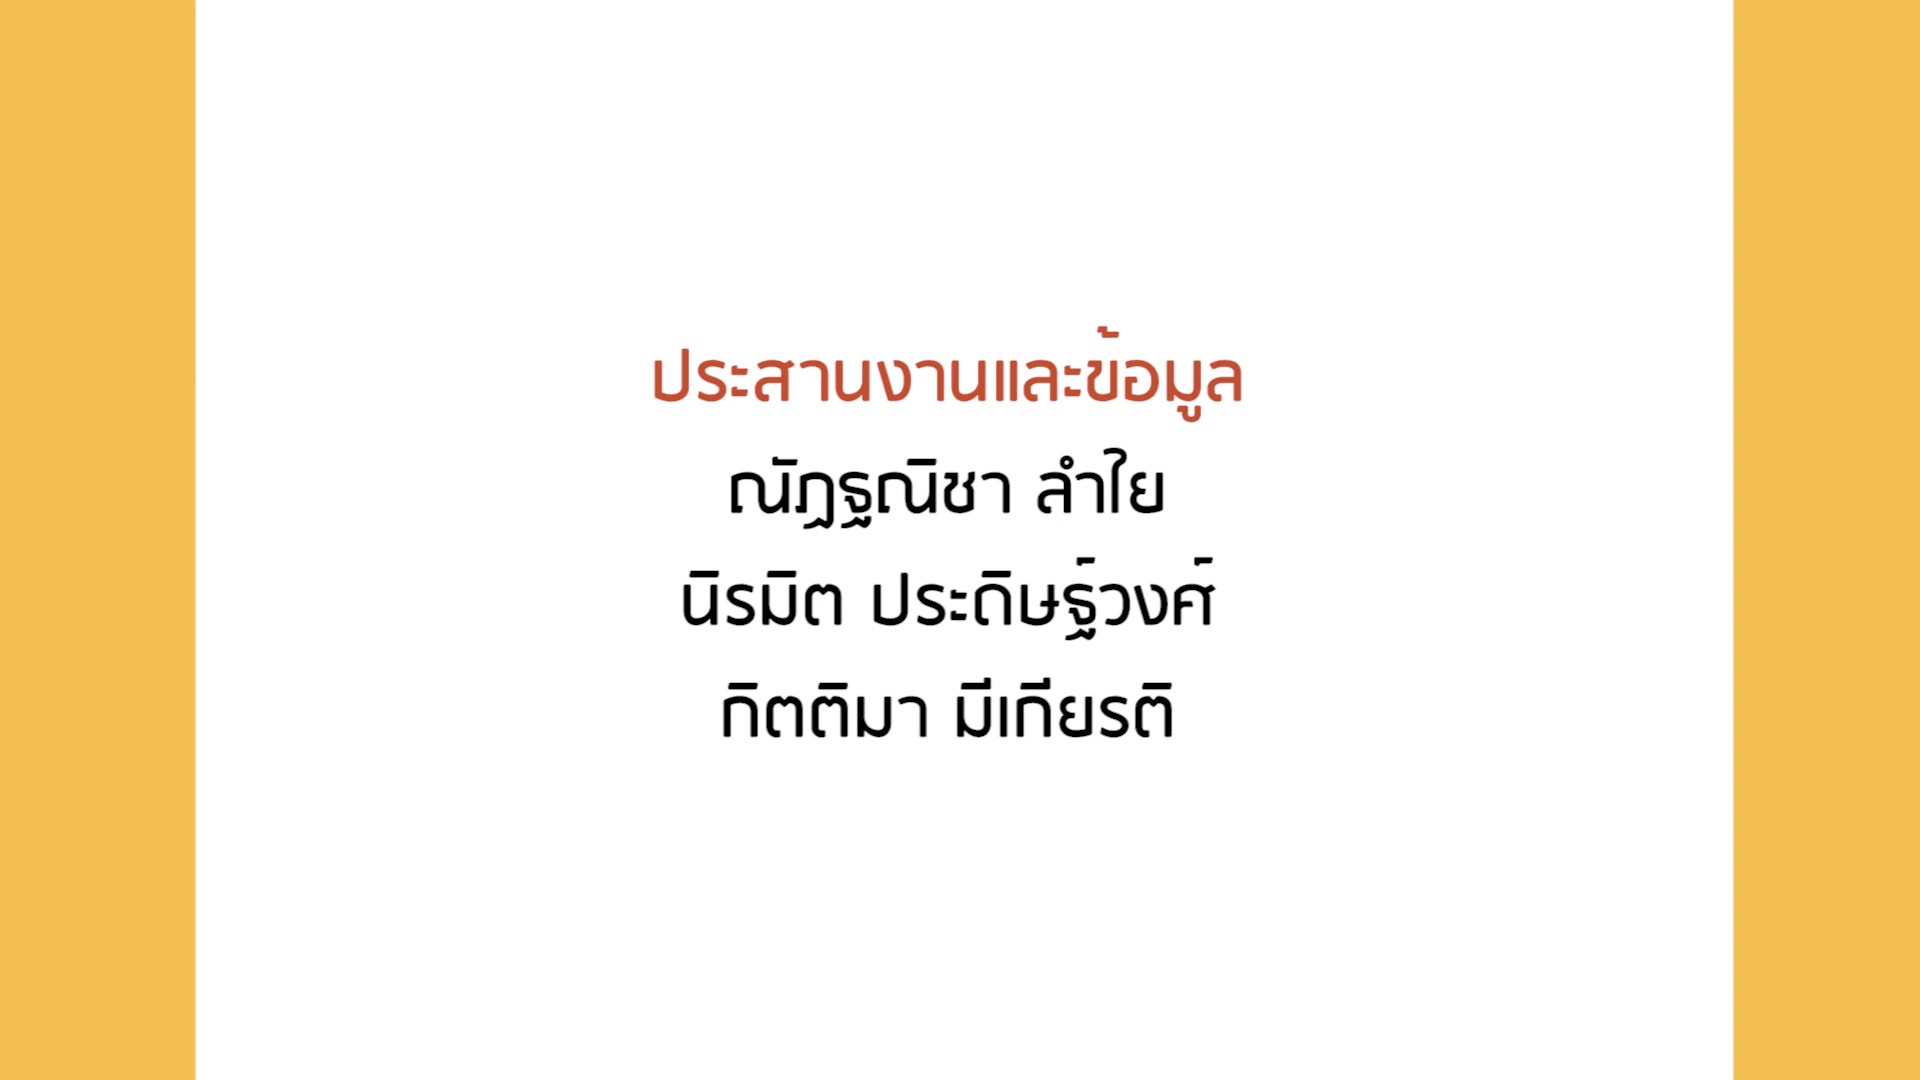 ประสานงานและข้อมูล
ณัฏฐณิชา ลำไย
นิรมิต ประดิษฐ์วงศ์
กิตติมา มีเกียรติ